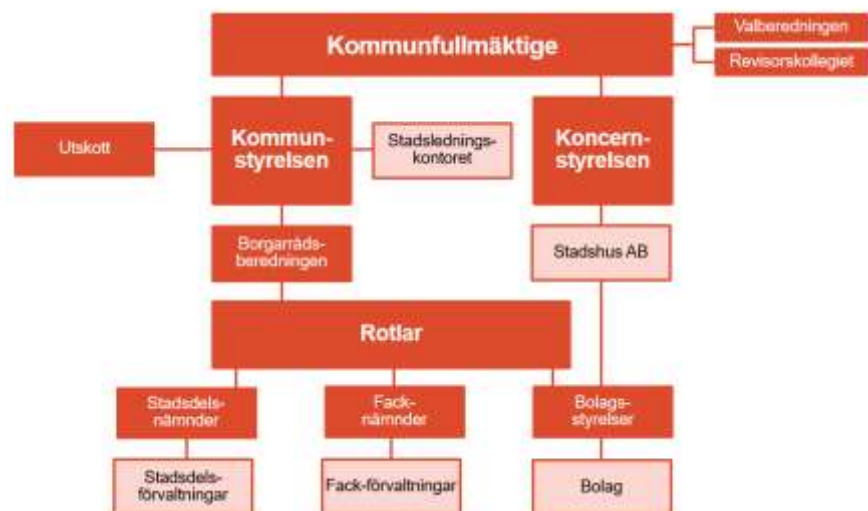 Kommunfullmäktige
Valberedningen
Revisorskollegiet
Utskott
Kommun-
styrelsen
Stadslednings-
kontoret
Koncern-
styrelsen
Borgarråds-
beredningen
Stadshus AB
Rotlar
Stadsdels-
nämnder
Fack-
nämnder
Bolags-
styrelser
Stadsdels-
förvaltningar
Fack-förvaltningar
Bolag